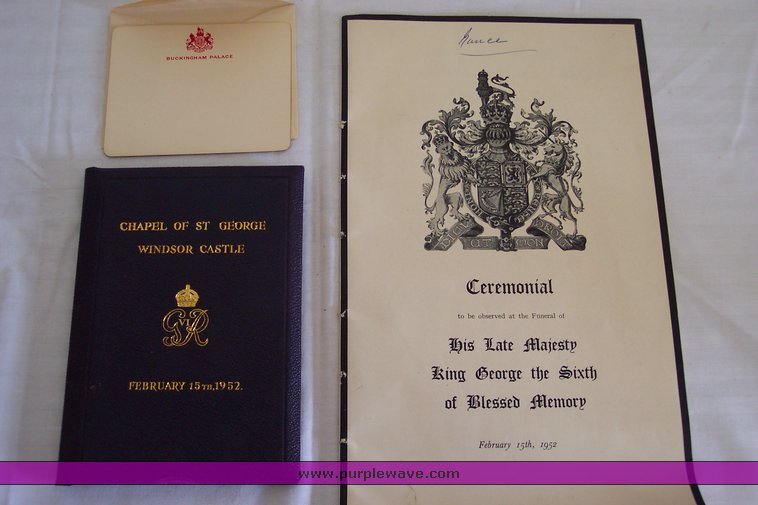 BUCKINGHAM PALACE
CHAPEL OF ST GEORGE
WINDSOR CASTLE
GVIR
FEBRUARY 15TH, 1952.
Ceremonial
to be observed at the Funeral of
His Late Majesty
King George the Sixth
of Blessed Memory
February 15th, 1952
www.purplewave.com